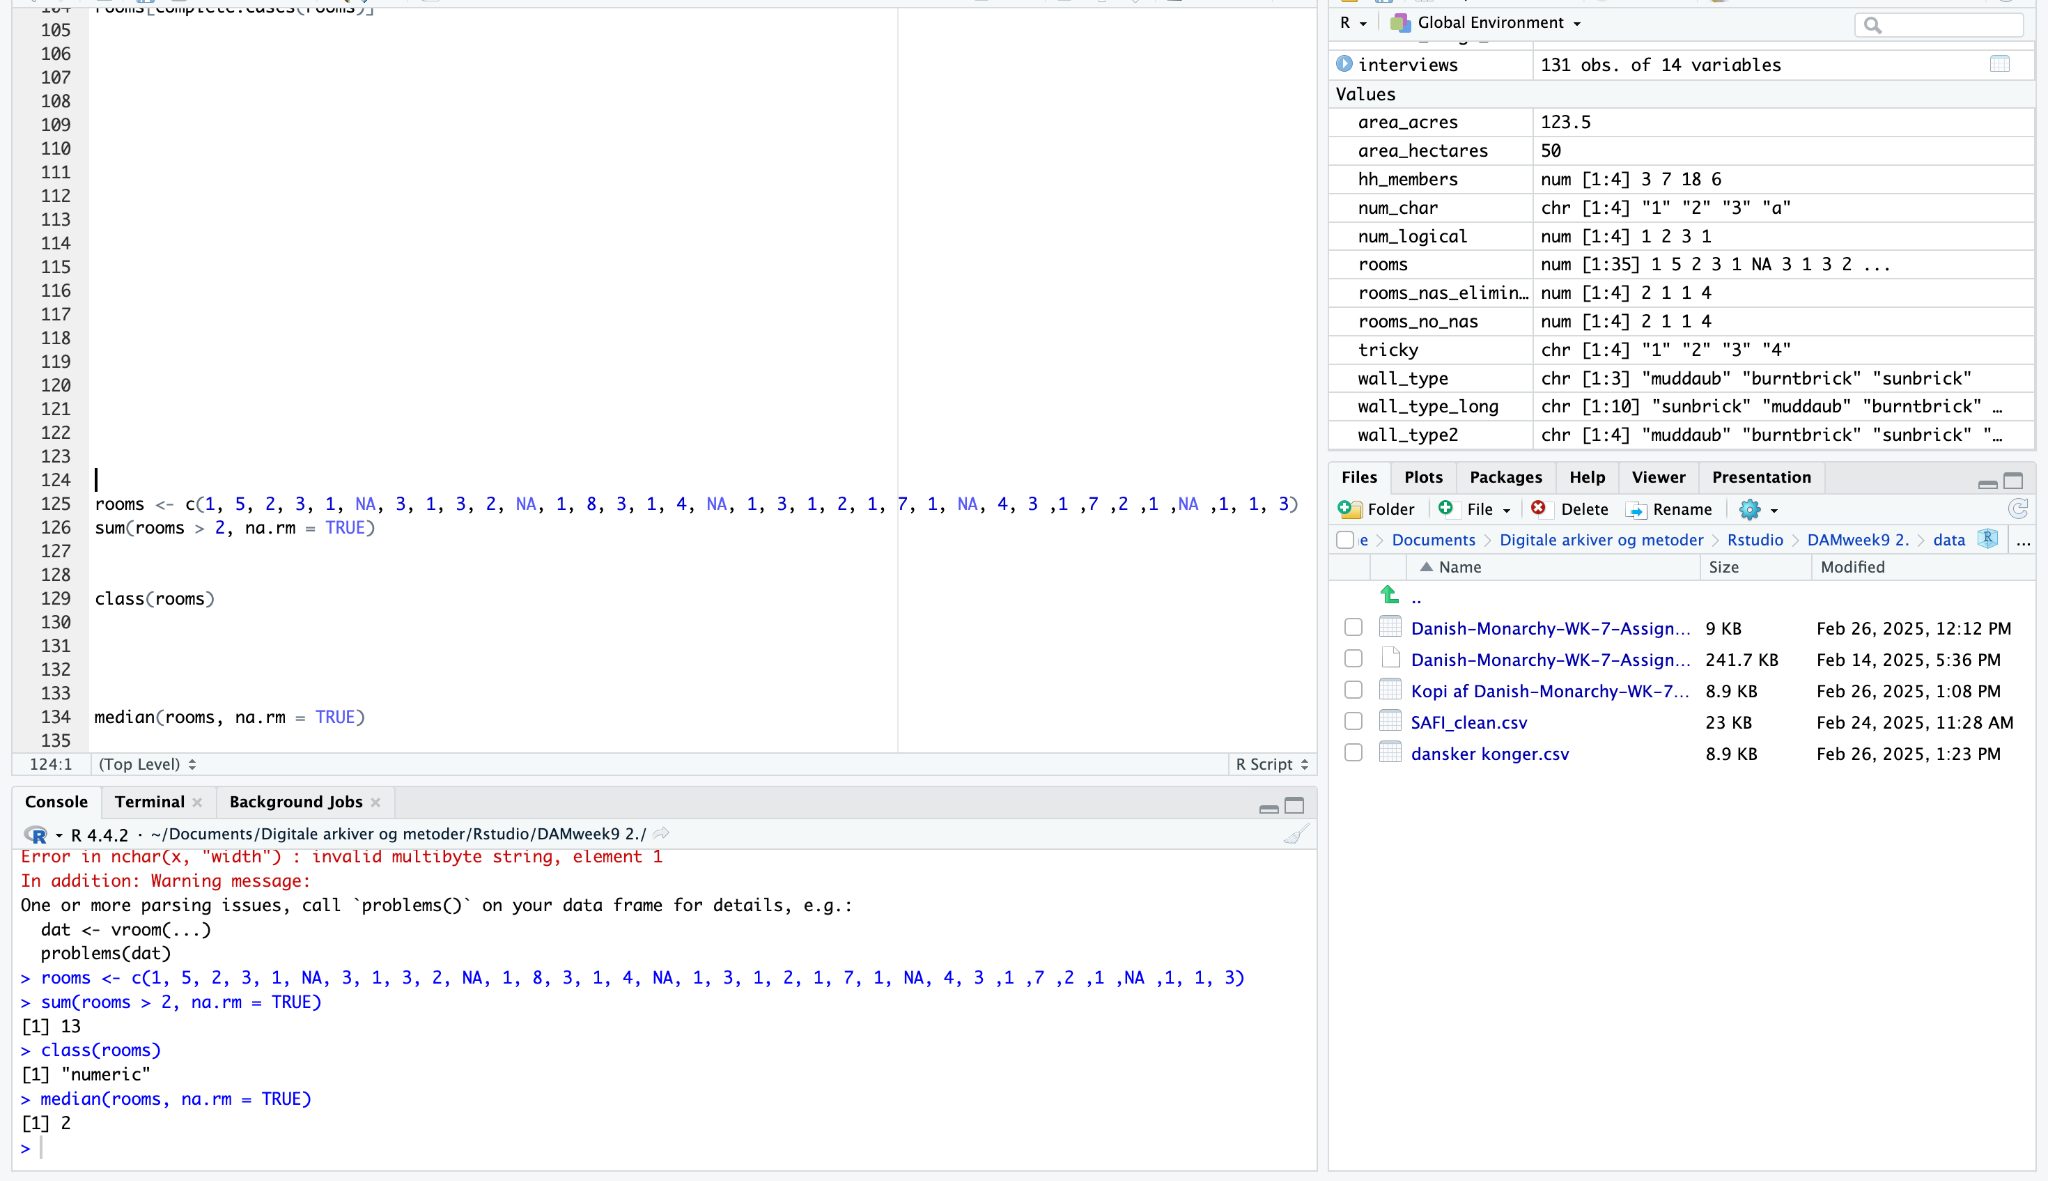 104 rooms[complete.cases(rooms)]
105
106
107
108
109
110
111
112
113
114
115
116
117
118
119
120
121
122
123
124
125 rooms <- c(1, 5, 2, 3, 1, NA, 3, 1, 3, 2, NA, 1, 8, 3, 1, 4, NA, 1, 3, 1, 2, 1, 7, 1, NA, 4, 3 ,1 ,7 ,2 ,1 ,NA ,1, 1, 3)
126 sum(rooms > 2, na.rm = TRUE)
127
128
129 class(rooms)
130
131
132
133
134 median(rooms, na.rm = TRUE)
135
124:1 (Top Level) R Script
Console Terminal Background Jobs
R 4.4.2 · ~/Documents/Digitale arkiver og metoder/Rstudio/DAMweek9 2./
Error in nchar(x, "width") : invalid multibyte string, element 1
In addition: Warning message:
One or more parsing issues, call `problems()` on your data frame for details, e.g.:
dat <- vroom(...)
problems(dat)
> rooms <- c(1, 5, 2, 3, 1, NA, 3, 1, 3, 2, NA, 1, 8, 3, 1, 4, NA, 1, 3, 1, 2, 1, 7, 1, NA, 4, 3 ,1 ,7 ,2 ,1 ,NA ,1, 1, 3)
> sum(rooms > 2, na.rm = TRUE)
[1] 13
> class(rooms)
[1] "numeric"
> median(rooms, na.rm = TRUE)
[1] 2
>
R Global Environment
interviews 131 obs. of 14 variables
Values
area_acres 123.5
area_hectares 50
hh_members num [1:4] 3 7 18 6
num_char chr [1:4] "1" "2" "3" "a"
num_logical num [1:4] 1 2 3 1
rooms num [1:35] 1 5 2 3 1 NA 3 1 3 2 ...
rooms_nas_elimin… num [1:4] 2 1 1 4
rooms_no_nas num [1:4] 2 1 1 4
tricky chr [1:4] "1" "2" "3" "4"
wall_type chr [1:3] "muddaub" "burntbrick" "sunbrick"
wall_type_long chr [1:10] "sunbrick" "muddaub" "burntbrick" …
wall_type2 chr [1:4] "muddaub" "burntbrick" "sunbrick" "…
Files Plots Packages Help Viewer Presentation
Folder File Delete Rename
e > Documents > Digitale arkiver og metoder > Rstudio > DAMweek9 2. > data ...
Name Size Modified
..
Danish-Monarchy-WK-7-Assign... 9 KB Feb 26, 2025, 12:12 PM
Danish-Monarchy-WK-7-Assign... 241.7 KB Feb 14, 2025, 5:36 PM
Kopi af Danish-Monarchy-WK-7... 8.9 KB Feb 26, 2025, 1:08 PM
SAFI_clean.csv 23 KB Feb 24, 2025, 11:28 AM
dansker konger.csv 8.9 KB Feb 26, 2025, 1:23 PM